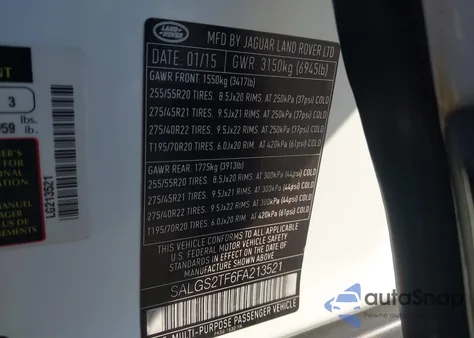 LAND ROVER
MFD BY JAGUAR LAND ROVER LTD
DATE: 01/15 GWR: 3150kg (6945lb)
GAWR FRONT: 1550kg (3417lb)
255/55R20 TIRES. 8.5Jx20 RIMS. AT 250kPa (37psi) COLD
275/45R21 TIRES. 9.5Jx21 RIMS. AT 250kPa (37psi) COLD
275/40R22 TIRES. 9.5Jx22 RIMS. AT 250kPa (37psi) COLD
T195/70R20 TIRES. 6.0Jx20 RIM. AT 420kPa (61psi) COLD
GAWR REAR: 1775kg (3913lb)
255/55R20 TIRES. 8.5Jx20 RIMS. AT 300kPa (44psi) COLD
275/45R21 TIRES. 9.5Jx21 RIMS. AT 300kPa (44psi) COLD
275/40R22 TIRES. 9.5Jx22 RIMS. AT 300kPa (44psi) COLD
T195/70R20 TIRES. 6.0Jx20 RIM. AT 420kPa (61psi) COLD
THIS VEHICLE CONFORMS TO ALL APPLICABLE
U.S. FEDERAL MOTOR VEHICLE SAFETY STANDARDS
IN EFFECT ON THE DATE OF MANUFACTURE SHOWN ABOVE
SALGS2TF6FA213521
MULTI-PURPOSE PASSENGER VEHICLE
3
lbs.
959 lb.
LG213521
autoSnap